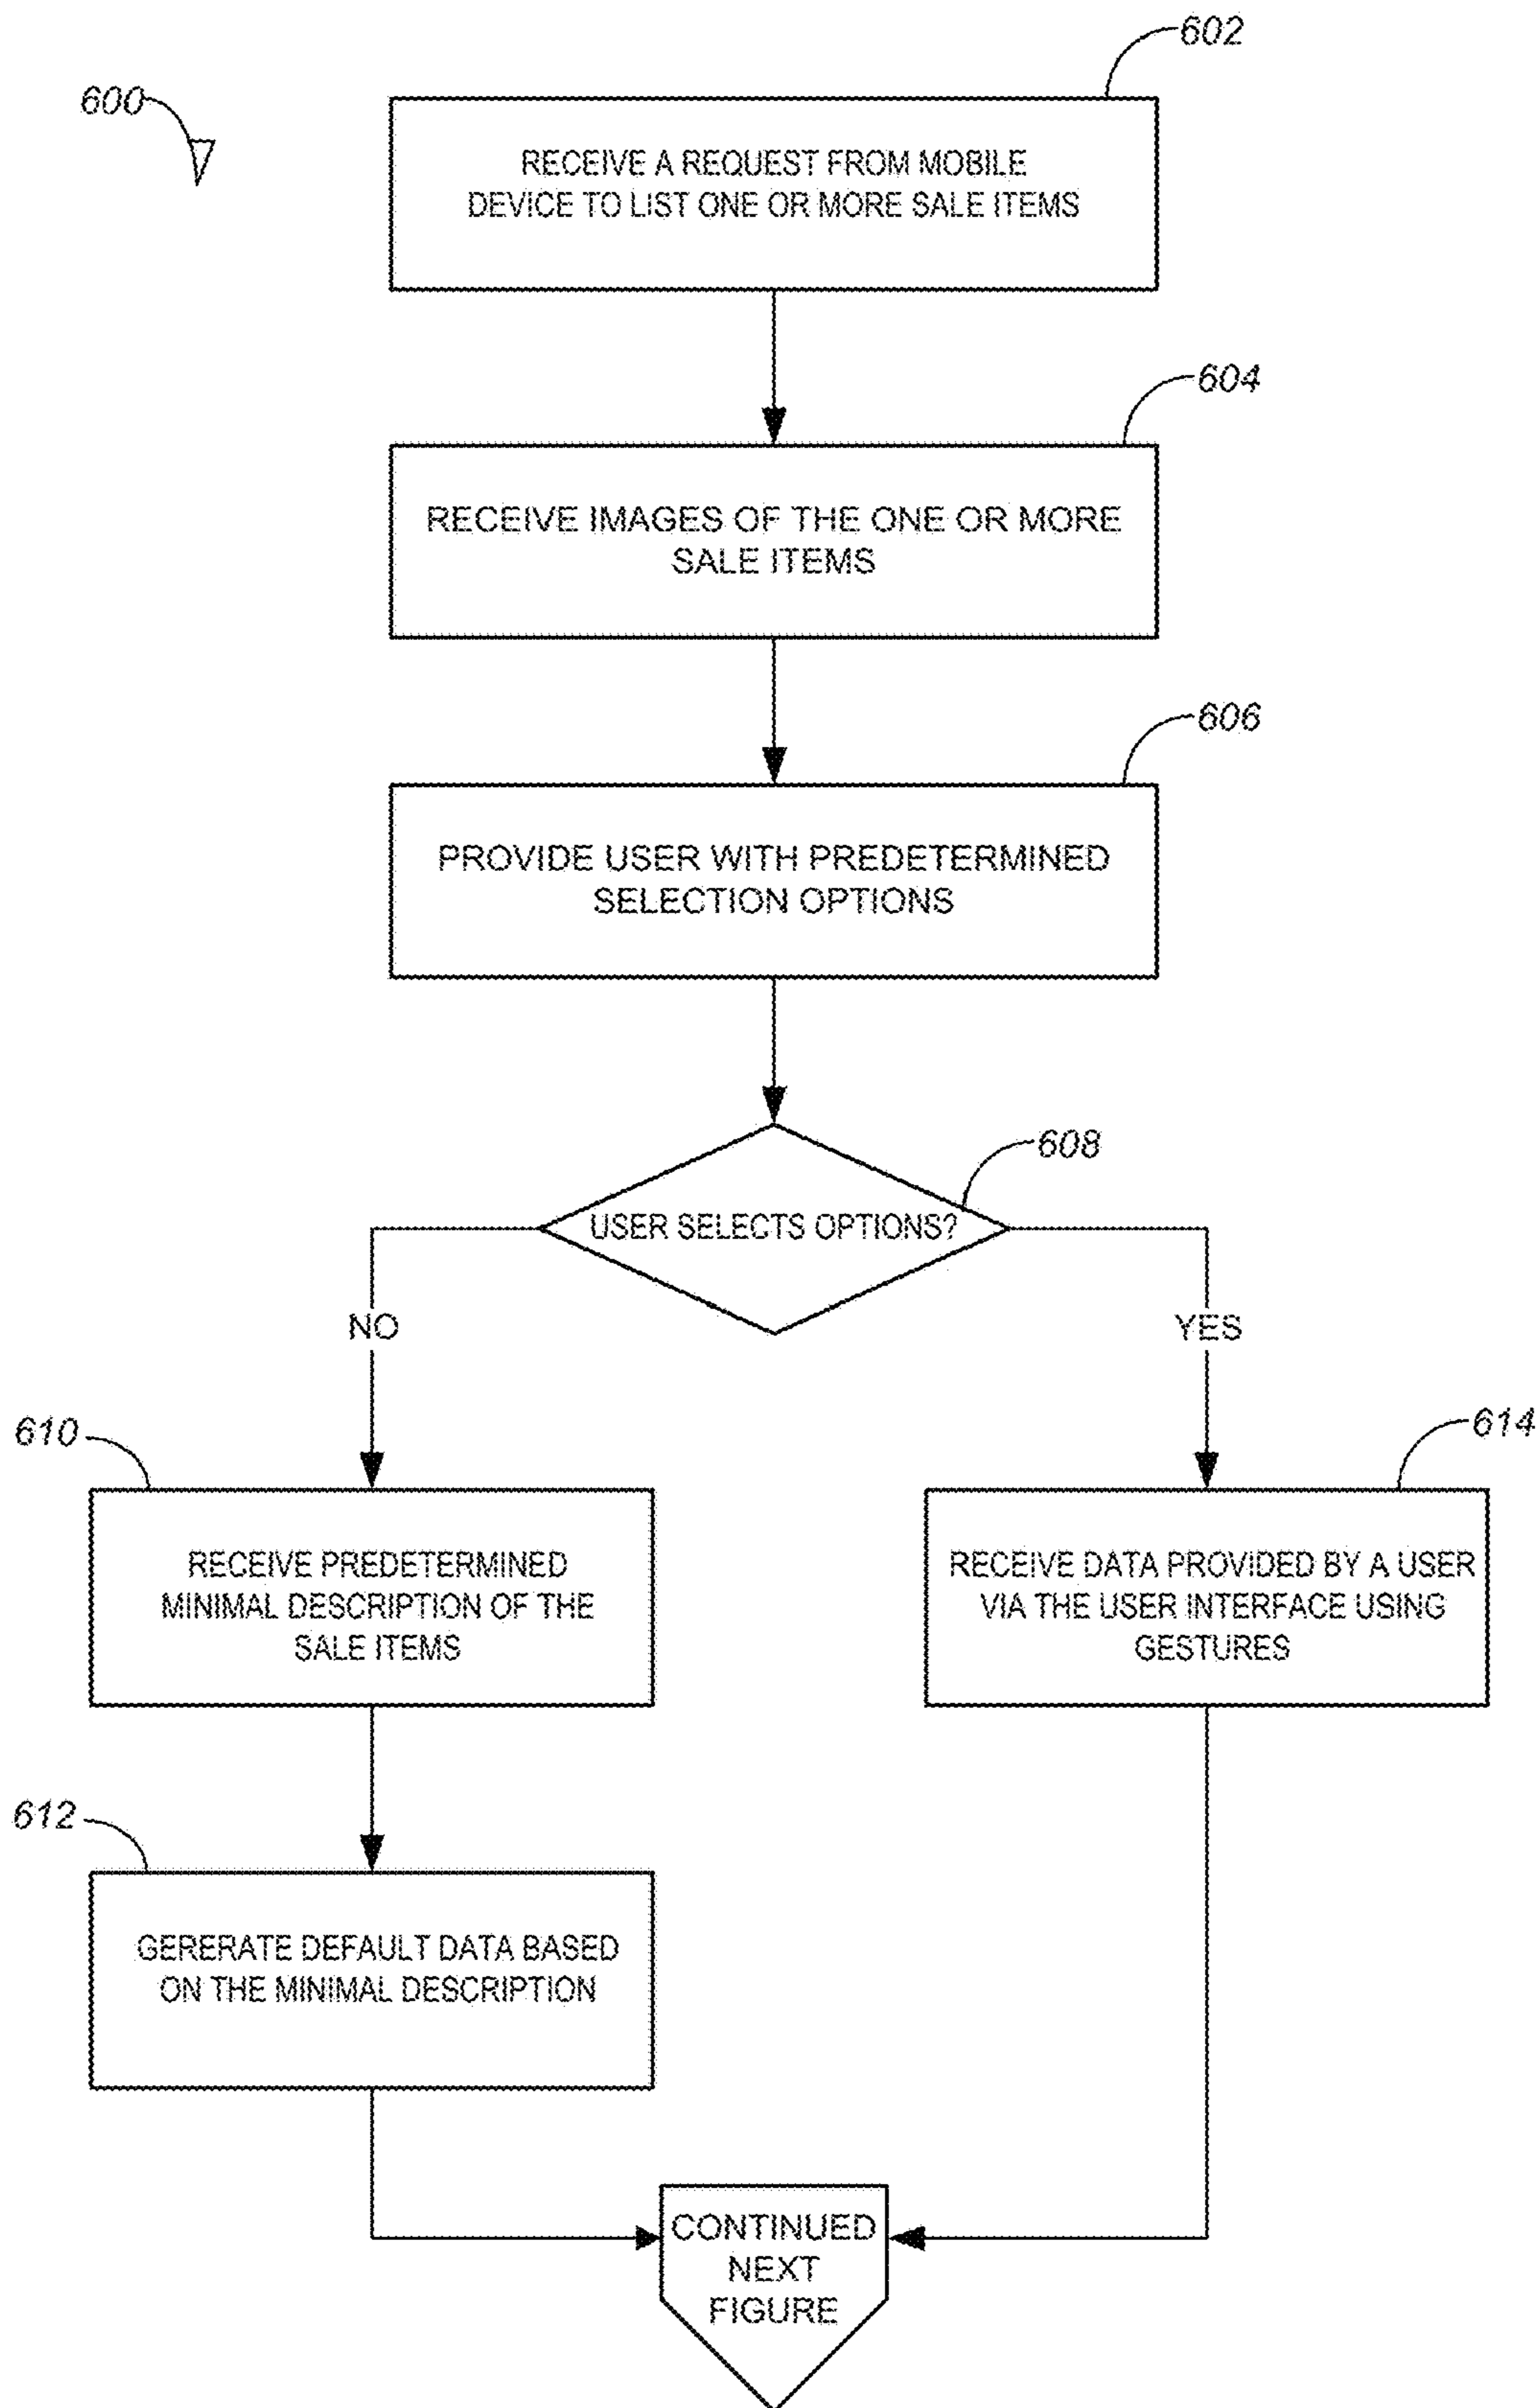 602
600
RECEIVE A REQUEST FROM MOBILE
DEVICE TO LIST ONE OR MORE SALE ITEMS
604
RECEIVE IMAGES OF THE ONE OR MORE
SALE ITEMS
606
PROVIDE USER WITH PREDETERMINED
SELECTION OPTIONS
608
USER SELECTS OPTIONS?
NO
YES
610
614
RECEIVE PREDETERMINED
MINIMAL DESCRIPTION OF THE
SALE ITEMS
RECEIVE DATA PROVIDED BY A USER
VIA THE USER INTERFACE USING
GESTURES
612
GERERATE DEFAULT DATA BASED
ON THE MINIMAL DESCRIPTION
CONTINUED
NEXT
FIGURE